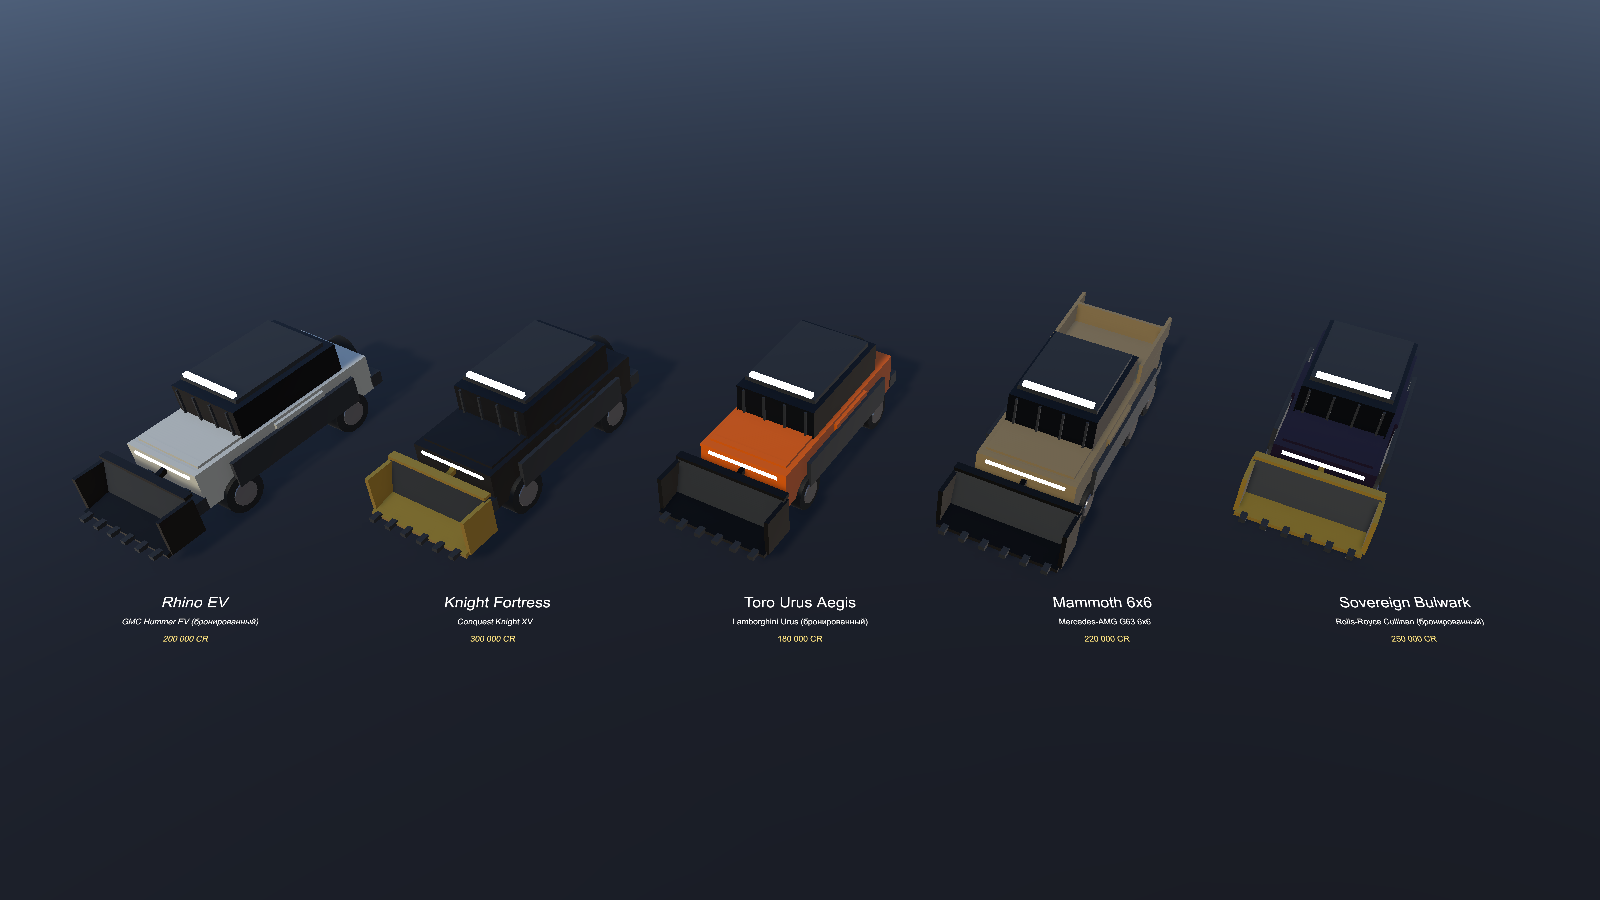 Rhino EV
GMC Hummer EV (бронированный)
200 000 CR
Knight Fortress
Conquest Knight XV
300 000 CR
Toro Urus Aegis
Lamborghini Urus (бронированный)
180 000 CR
Mammoth 6x6
Mercedes-AMG G63 6x6
220 000 CR
Sovereign Bulwark
Rolls-Royce Cullinan (бронированный)
250 000 CR